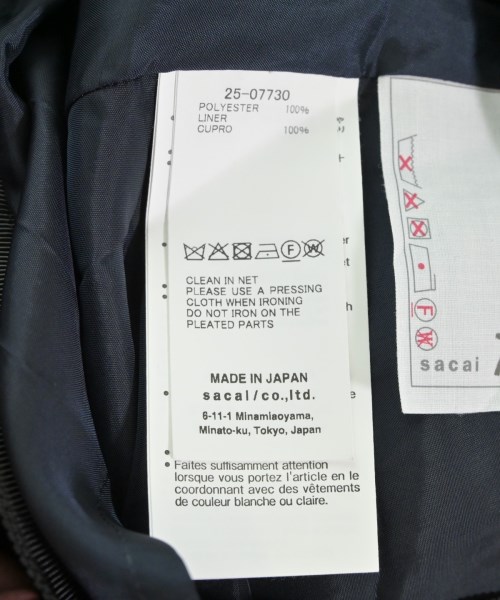 25-07730
POLYESTER 100%
LINER
CUPRO 100%
CLEAN IN NET
PLEASE USE A PRESSING
CLOTH WHEN IRONING
DO NOT IRON ON THE
PLEATED PARTS
MADE IN JAPAN
sacai/co.,ltd.
6-11-1 Minamiaoyama,
Minato-ku, Tokyo, Japan
• Faites suffisamment attention
lorsque vous portez l'article en le
coordonnant avec des vêtements
de couleur blanche ou claire.
sacai